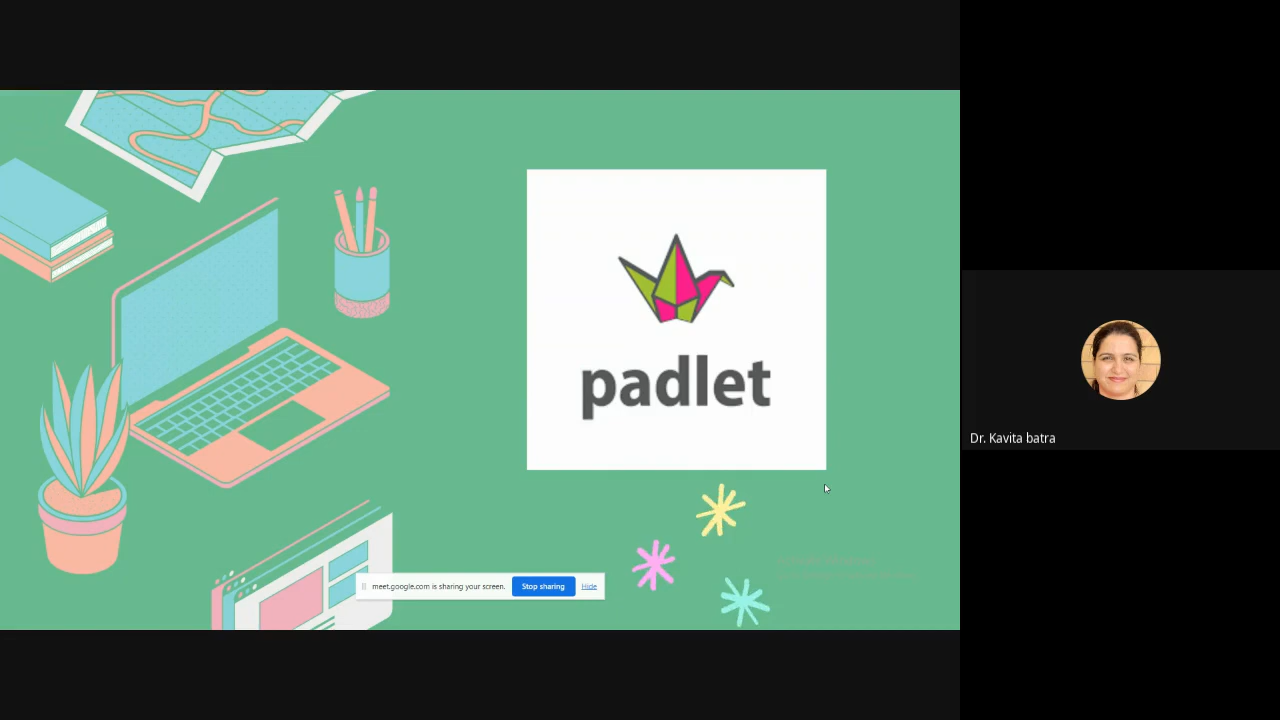 padlet
meet.google.com is sharing your screen. Stop sharing Hide
Dr. Kavita batra